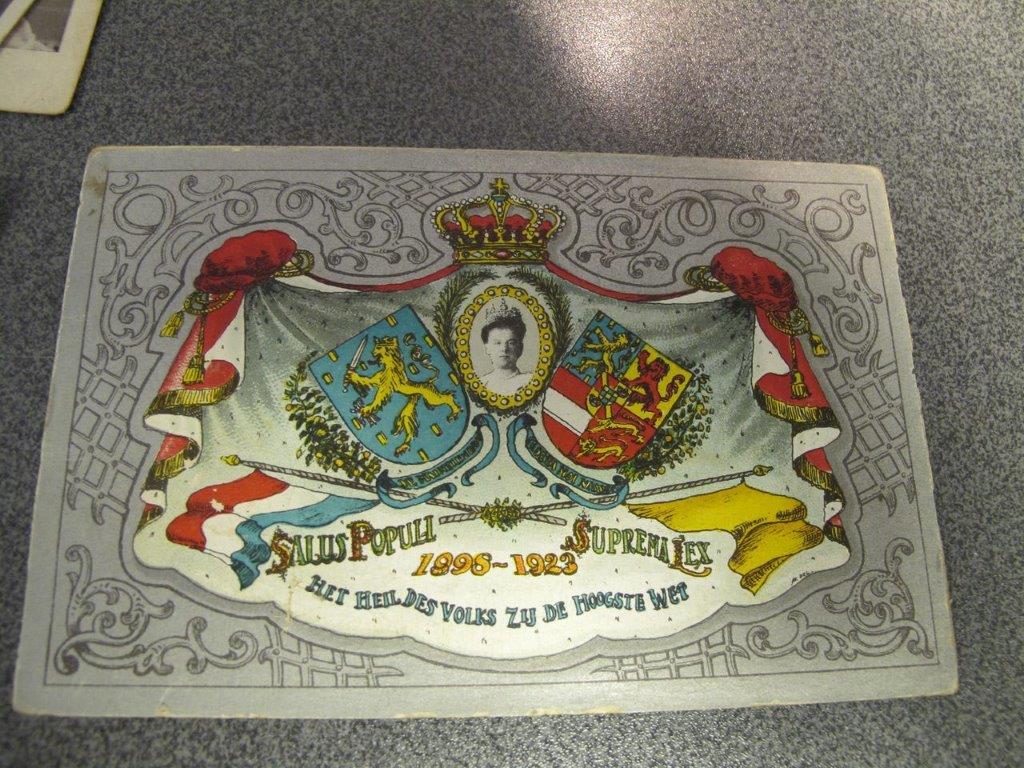 SALUS POPULI SUPREMA LEX
1898~1923
HET HEIL DES VOLKS ZIJ DE HOOGSTE WET